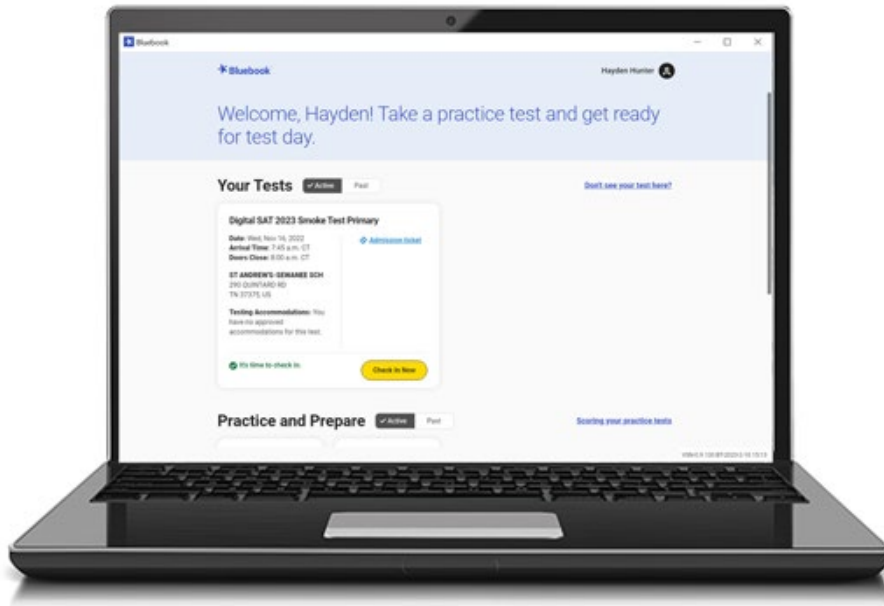 Bluebook
Bluebook
Hayden Hunter
Welcome, Hayden! Take a practice test and get ready
for test day.
Your Tests
Active
Past
Don't see your test here?
Digital SAT 2023 Smoke Test Primary
Date: Wed, Nov 16, 2022
Arrival Time: 7:45 a.m. CT
Doors Close: 8:00 a.m. CT
Admission ticket
ST ANDREW'S-SEWANEE SCH
290 QUINTARD RD
TN 37375, US
Testing Accommodations: You
have no approved
accommodations for this test.
It's time to check in.
Check In Now
Practice and Prepare
Active
Past
Scoring your practice tests